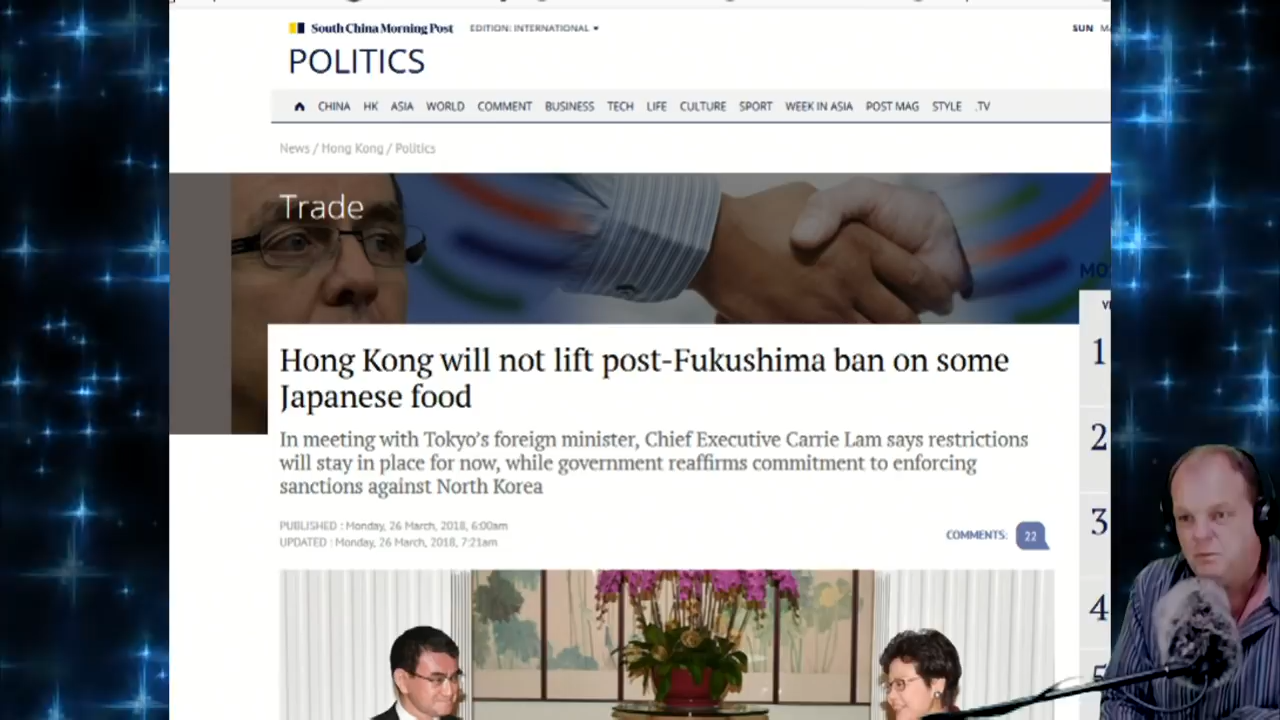 South China Morning Post
EDITION: INTERNATIONAL
SUN
POLITICS
CHINA HK ASIA WORLD COMMENT BUSINESS TECH LIFE CULTURE SPORT WEEK IN ASIA POST MAG STYLE .TV
News / Hong Kong / Politics
Trade
Hong Kong will not lift post-Fukushima ban on some
Japanese food
In meeting with Tokyo's foreign minister, Chief Executive Carrie Lam says restrictions
will stay in place for now, while government reaffirms commitment to enforcing
sanctions against North Korea
PUBLISHED : Monday, 26 March, 2018, 6:00am
UPDATED : Monday, 26 March, 2018, 7:21am
COMMENTS: 22
1
2
3
4
5